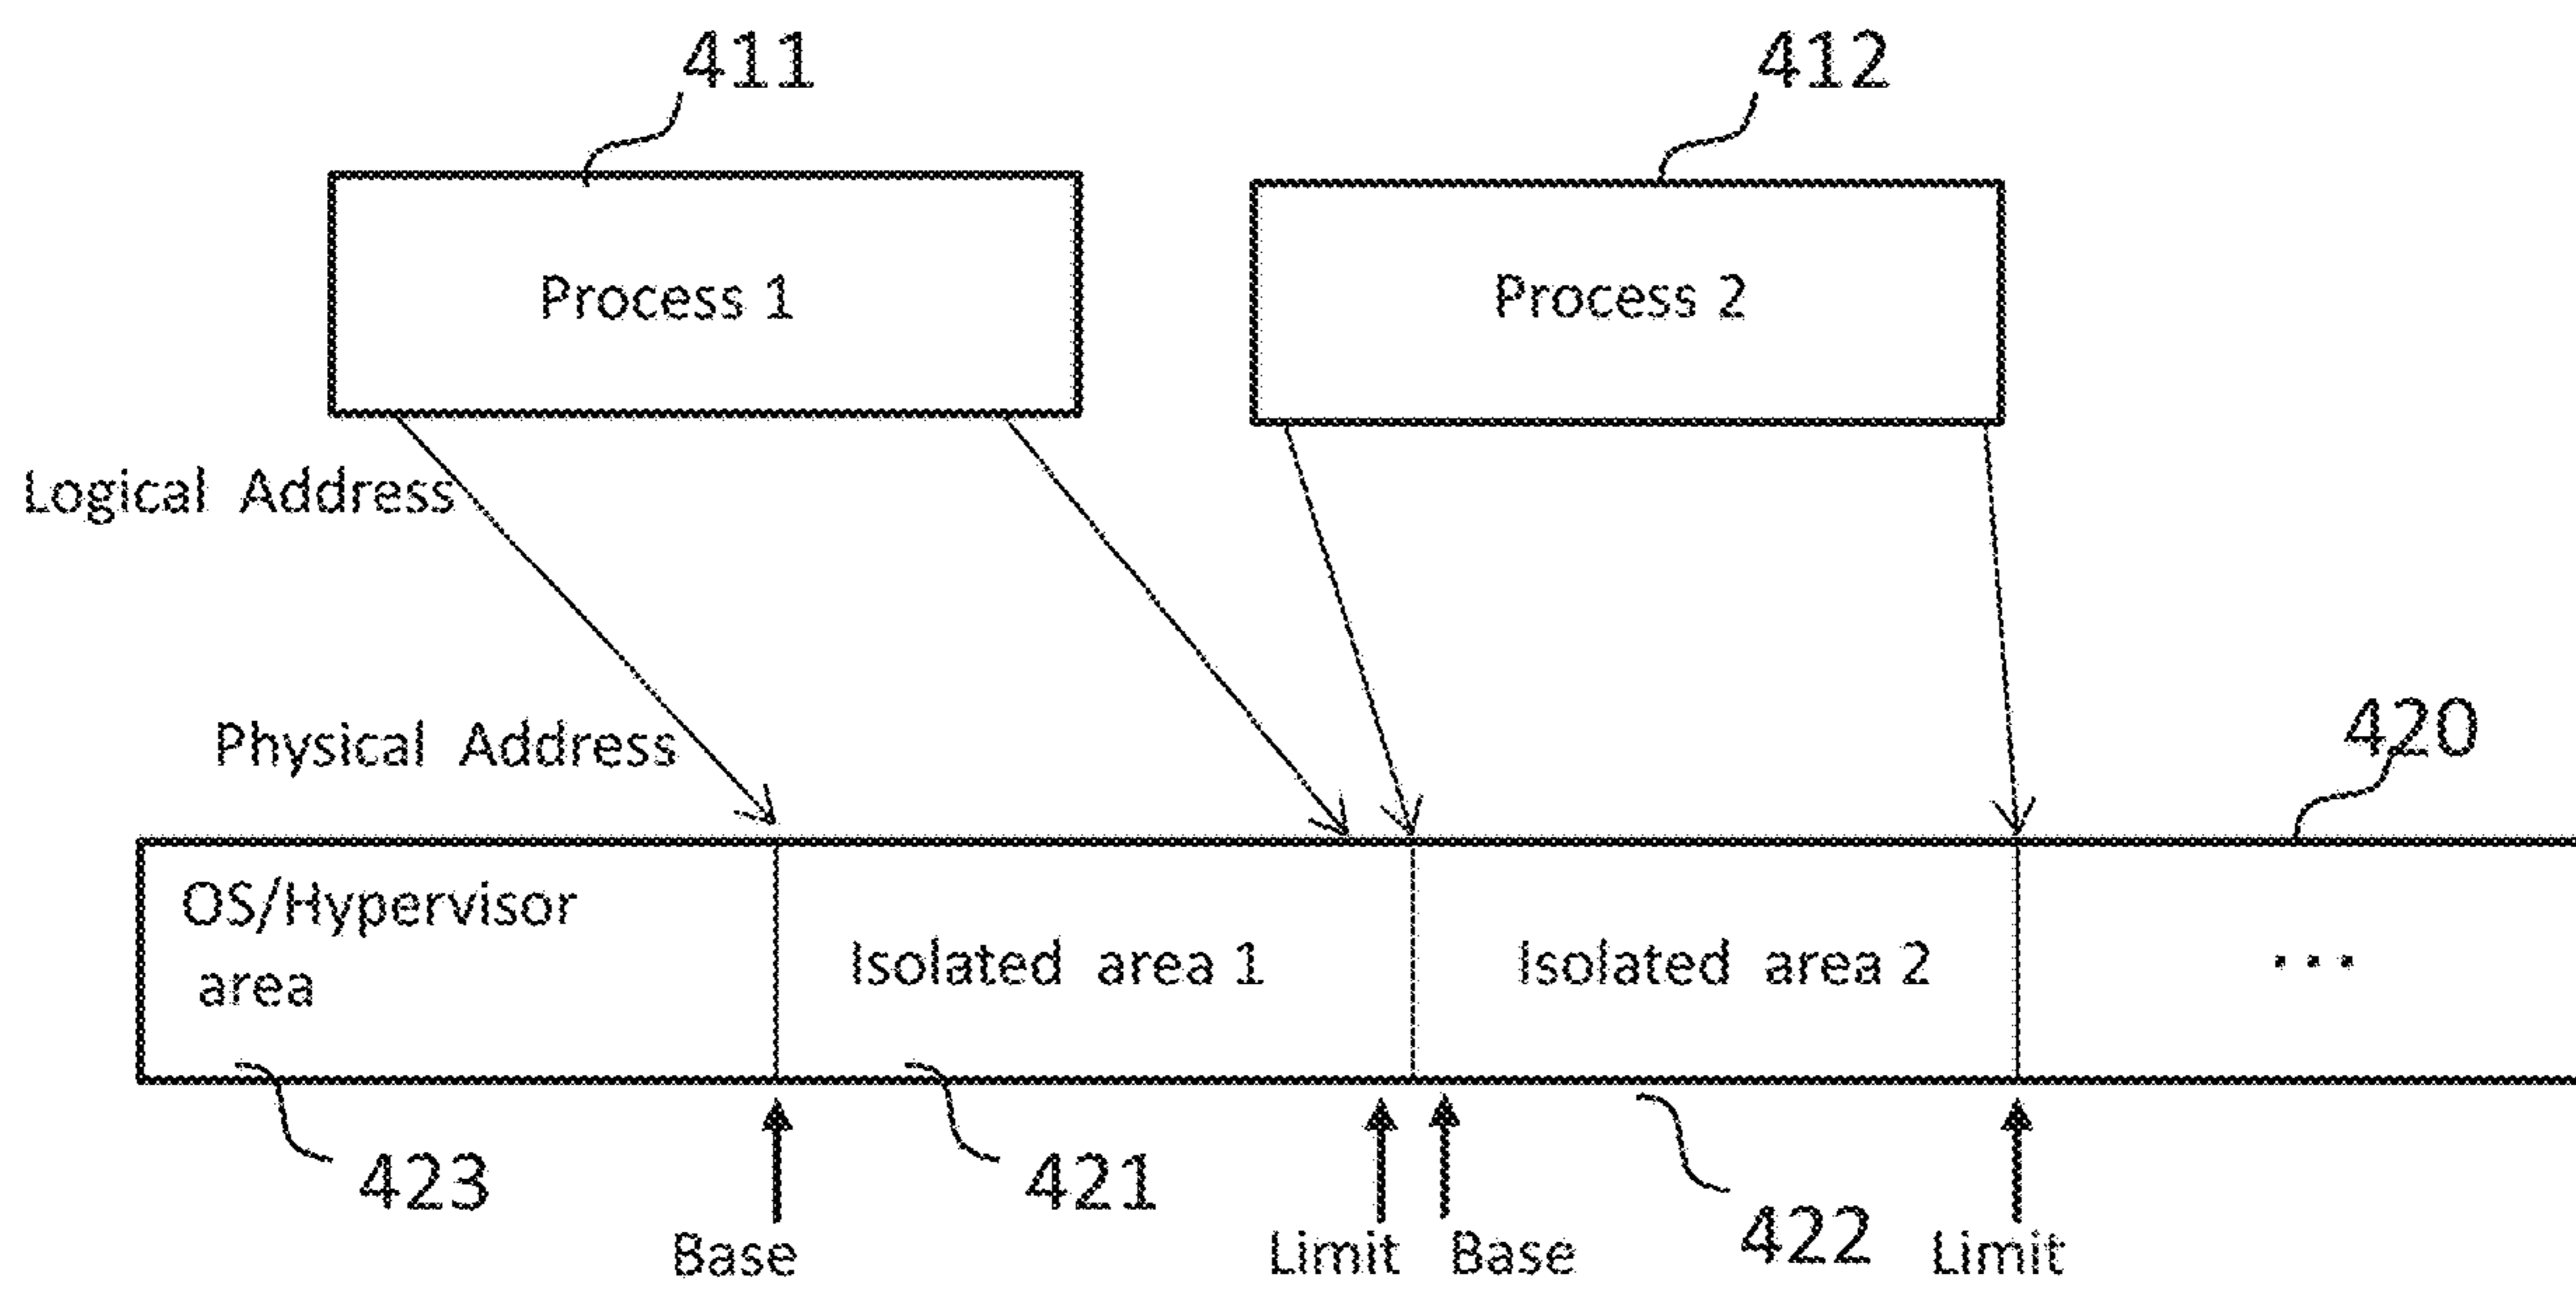 411
412
Process 1
Process 2
Logical Address
Physical Address
420
OS/Hypervisor
area
Isolated area 1
Isolated area 2
...
423
421
422
Base
Limit
Base
Limit